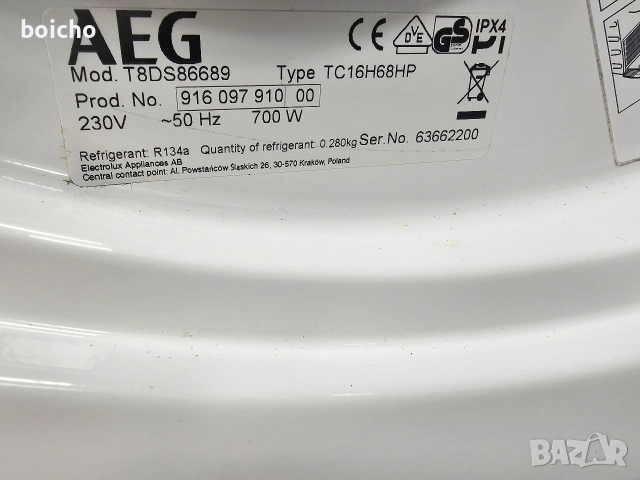 boicho
AEG
CE DVE GS IPX4
Mod. T8DS86689 Type TC16H68HP
Prod. No. 916 097 910 00
230V ~50 Hz 700 W
Refrigerant: R134a Quantity of refrigerant: 0.280kg Ser.No. 63662200
Electrolux Appliances AB
Central contact point: Al. Powstańców Śląskich 26, 30-570 Kraków, Poland
BAZAR